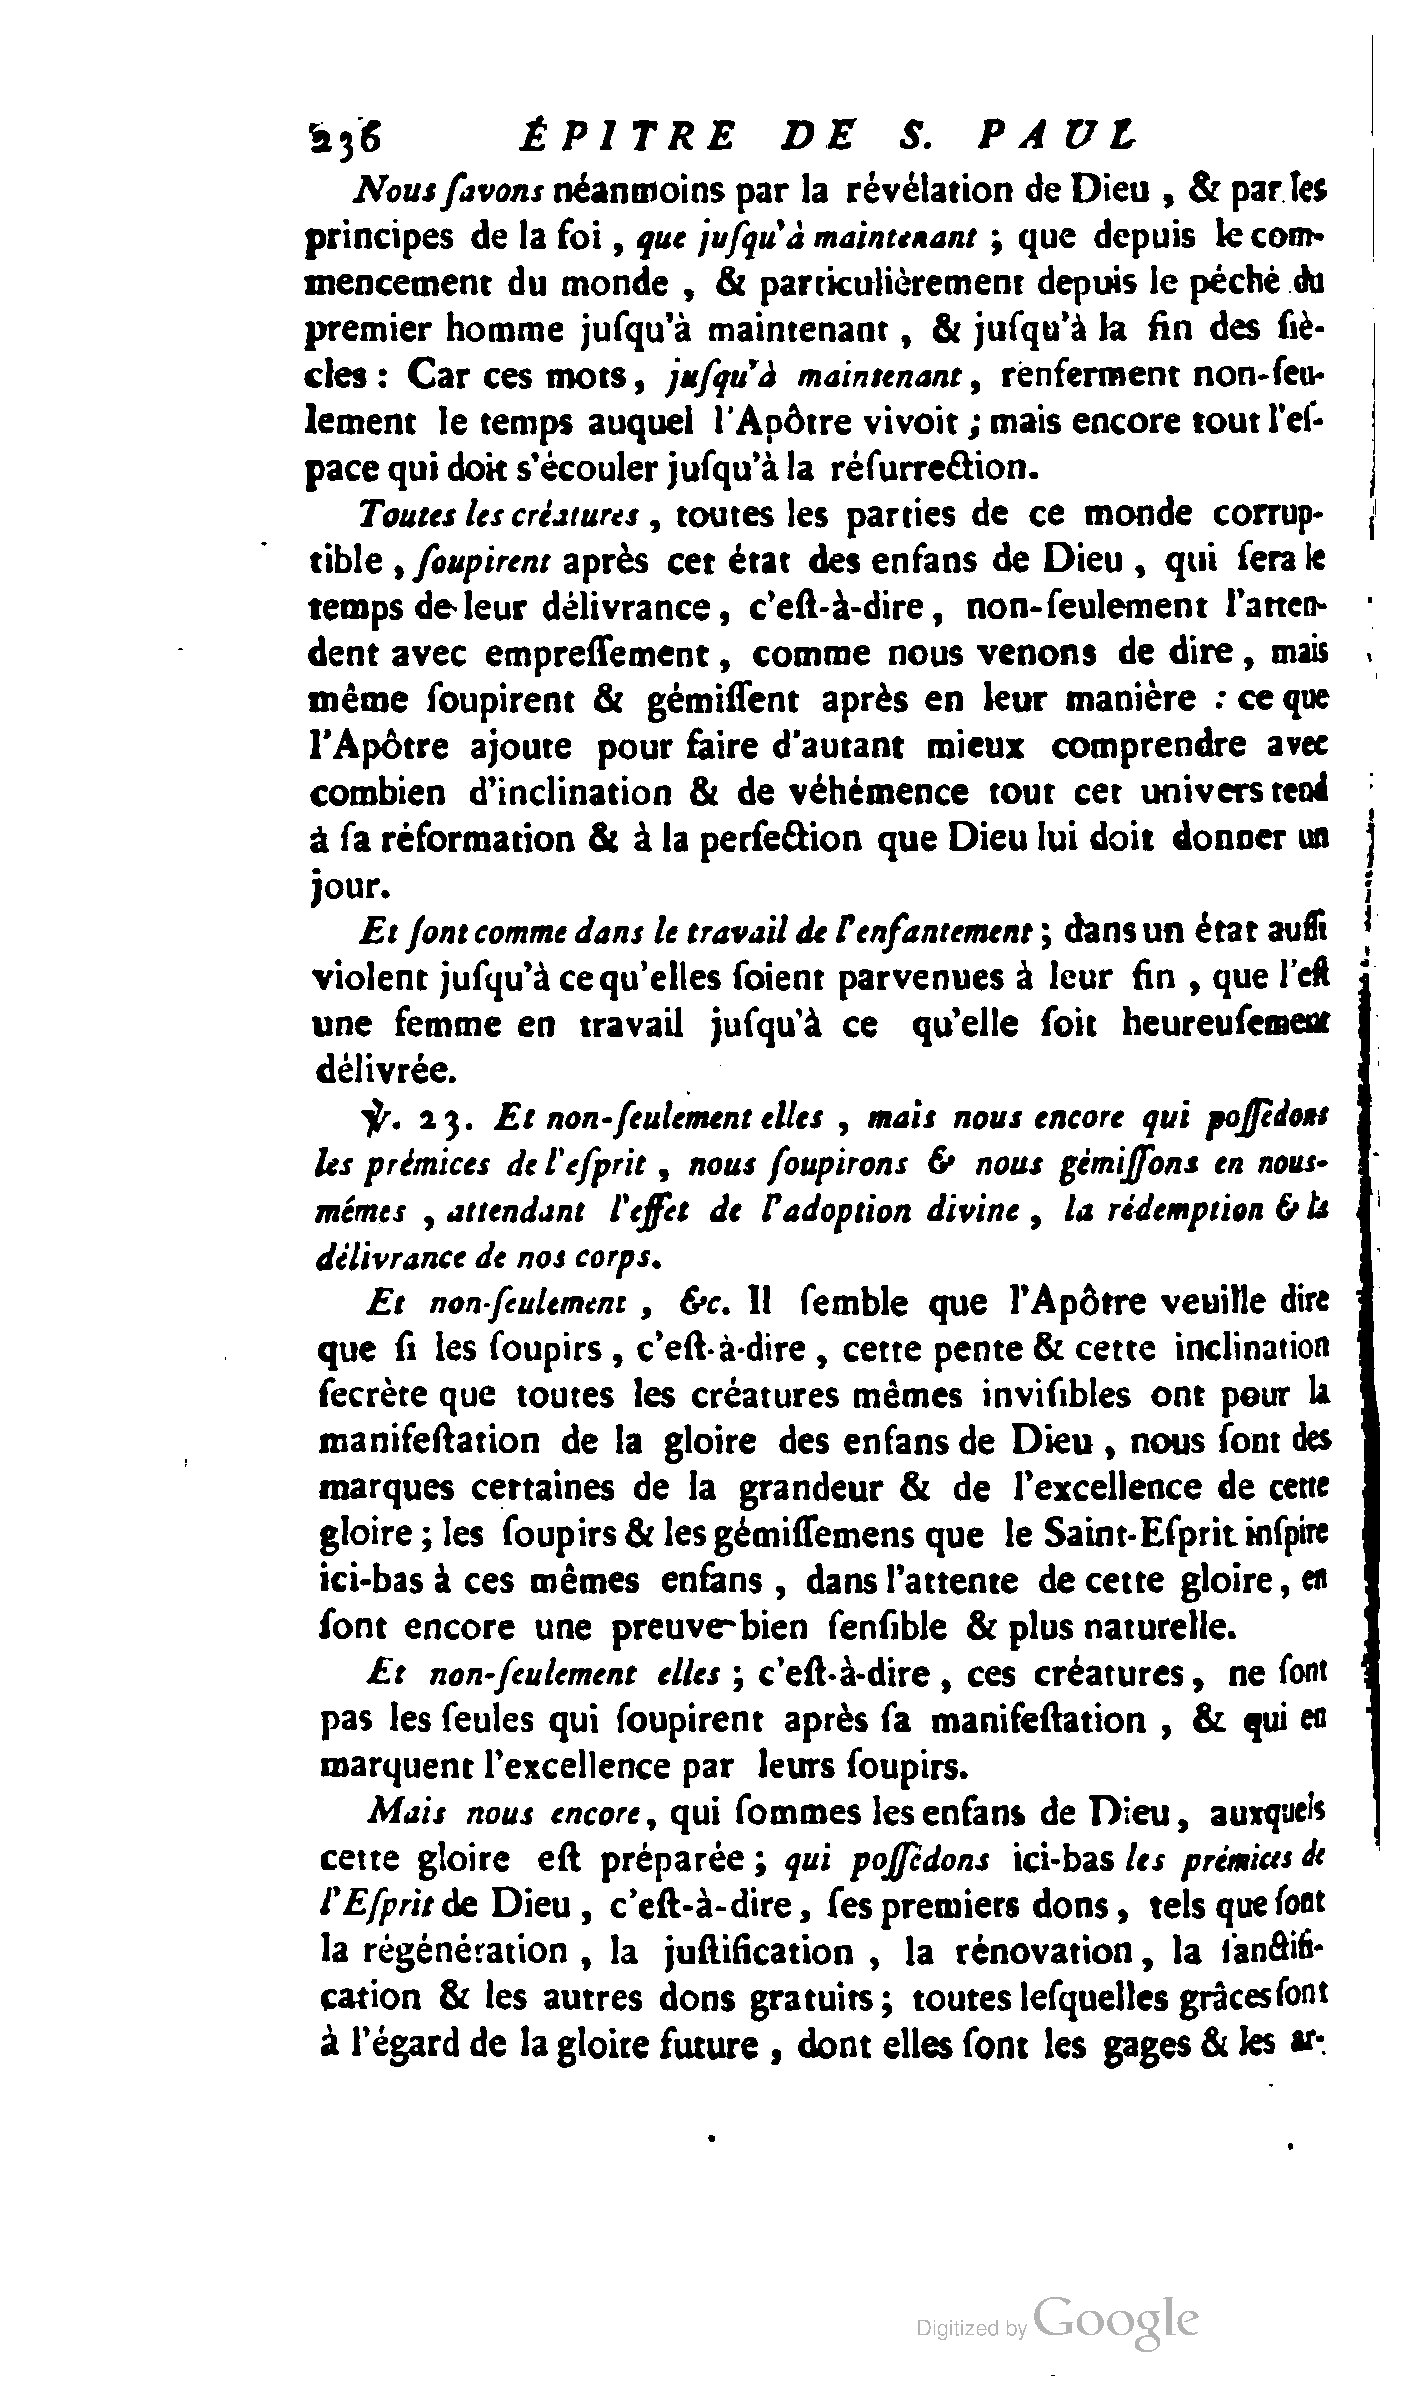 236 ÉPITRE DE S. PAUL
Nous ſavons néanmoins par la révélation de Dieu , & par les
principes de la foi , que juſqu'à maintenant ; que depuis le com-
mencement du monde , & particulièrement depuis le péché du
premier homme juſqu'à maintenant , & juſqu'à la fin des ſiè-
cles : Car ces mots , juſqu'à maintenant , renferment non-ſeu-
lement le temps auquel l'Apôtre vivoit ; mais encore tout l'eſ-
pace qui doit s'écouler juſqu'à la réſurrection.
Toutes les créatures , toutes les parties de ce monde corrup-
tible , ſoupirent après cet état des enfans de Dieu , qui ſera le
temps de leur délivrance , c'eſt-à-dire , non-ſeulement l'atten-
dent avec empreſſement , comme nous venons de dire , mais
même ſoupirent & gémiſſent après en leur manière : ce que
l'Apôtre ajoute pour faire d'autant mieux comprendre avec
combien d'inclination & de véhémence tout cet univers tend
à ſa réformation & à la perfection que Dieu lui doit donner un
jour.
Et ſont comme dans le travail de l'enfantement ; dans un état auſſi
violent juſqu'à ce qu'elles ſoient parvenues à leur fin , que l'eſt
une femme en travail juſqu'à ce qu'elle ſoit heureuſement
délivrée.
℣. 23. Et non-ſeulement elles , mais nous encore qui poſſédons
les prémices de l'eſprit , nous ſoupirons & nous gémiſſons en nous-
mêmes , attendant l'effet de l'adoption divine , la rédemption & la
délivrance de nos corps.
Et non-ſeulement , &c. Il ſemble que l'Apôtre veuille dire
que ſi les ſoupirs , c'eſt-à-dire , cette pente & cette inclination
ſecrète que toutes les créatures mêmes inviſibles ont pour la
manifeſtation de la gloire des enfans de Dieu , nous ſont des
marques certaines de la grandeur & de l'excellence de cette
gloire ; les ſoupirs & les gémiſſemens que le Saint-Eſprit inſpire
ici-bas à ces mêmes enfans , dans l'attente de cette gloire , en
ſont encore une preuve bien ſenſible & plus naturelle.
Et non-ſeulement elles ; c'eſt-à-dire , ces créatures , ne ſont
pas les ſeules qui ſoupirent après ſa manifeſtation , & qui en
marquent l'excellence par leurs ſoupirs.
Mais nous encore , qui ſommes les enfans de Dieu , auxquels
cette gloire eſt préparée ; qui poſſédons ici-bas les prémices de
l'Eſprit de Dieu , c'eſt-à-dire , ſes premiers dons , tels que ſont
la régénération , la juſtification , la rénovation , la ſanctifi-
cation & les autres dons gratuits ; toutes leſquelles grâces ſont
à l'égard de la gloire future , dont elles ſont les gages & les ar-
Digitized by Google